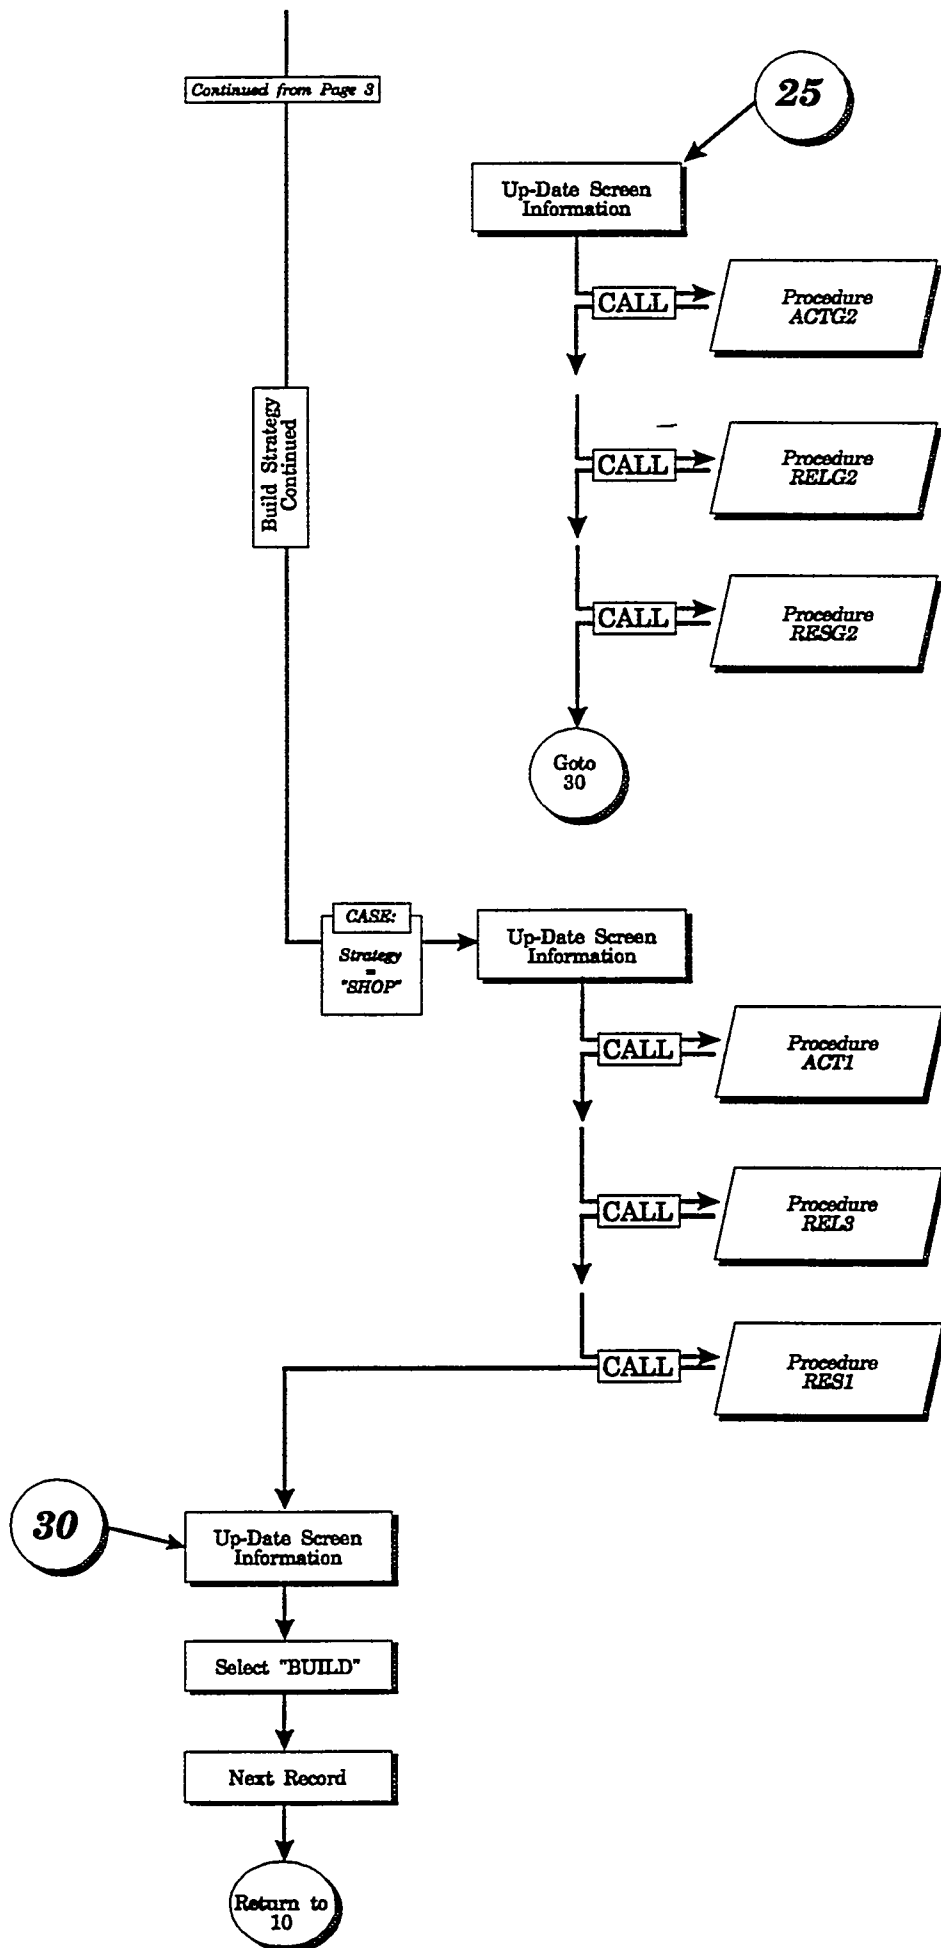 Continued from Page 3
25
Up-Date Screen
Information
CALL
Procedure
ACTG2
Build Strategy
Continued
CALL
Procedure
RELG2
CALL
Procedure
RESG2
Goto
30
CASE:
Strategy
=
"SHOP"
Up-Date Screen
Information
CALL
Procedure
ACT1
CALL
Procedure
REL3
CALL
Procedure
RES1
30
Up-Date Screen
Information
Select "BUILD"
Next Record
Return to
10